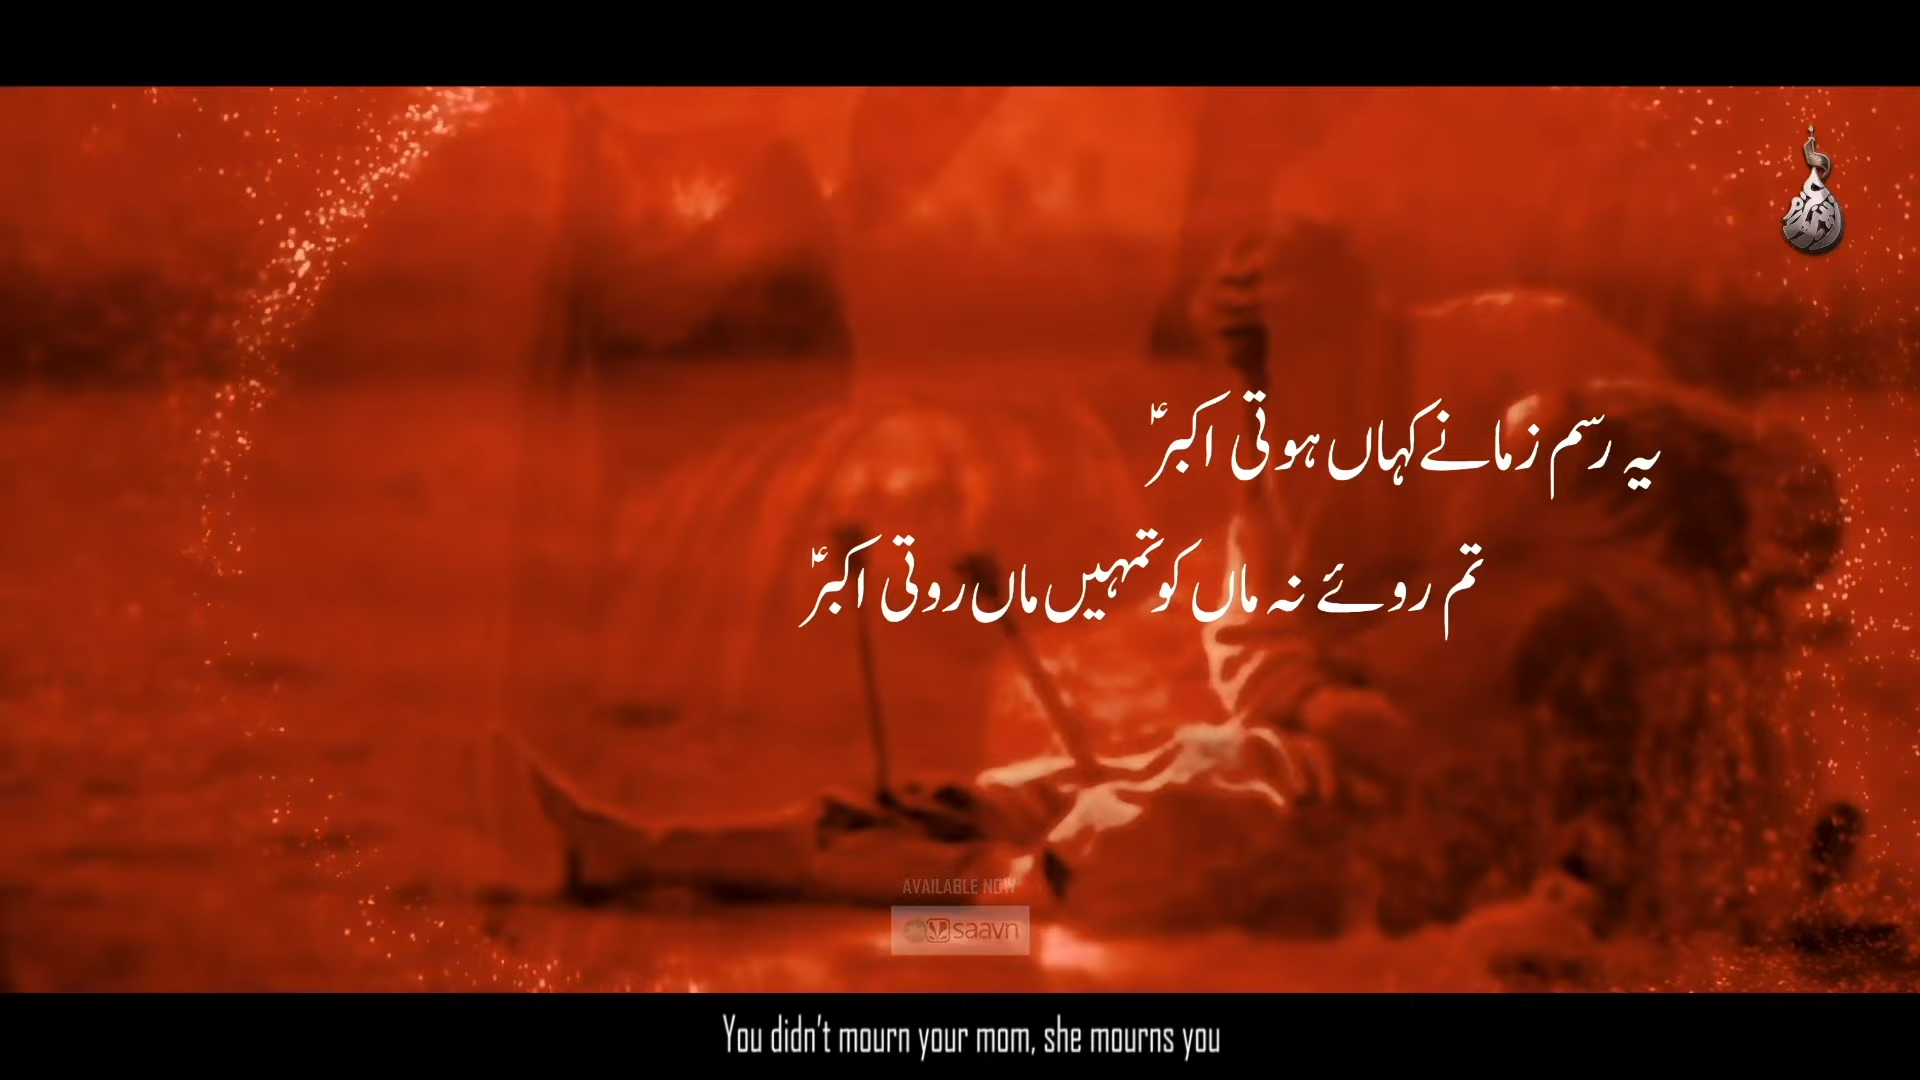 یہ رسم زمانے کہاں ہوتی اکبرؑ
تم روئے نہ ماں کو تمہیں ماں روتی اکبرؑ
AVAILABLE NOW
saavn
You didn't mourn your mom, she mourns you